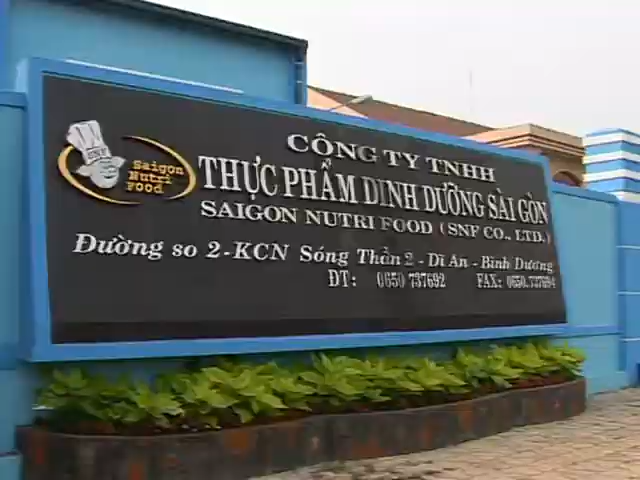 SNF
Saigon
Nutri
Food
CÔNG TY TNHH
THỰC PHẨM DINH DƯỠNG SÀI GÒN
SAIGON NUTRI FOOD (SNF CO., LTD.)
Đường so 2 - KCN Sóng Thần 2 - Dĩ An - Bình Dương
ĐT: 0650 737692 FAX: 0650.737694